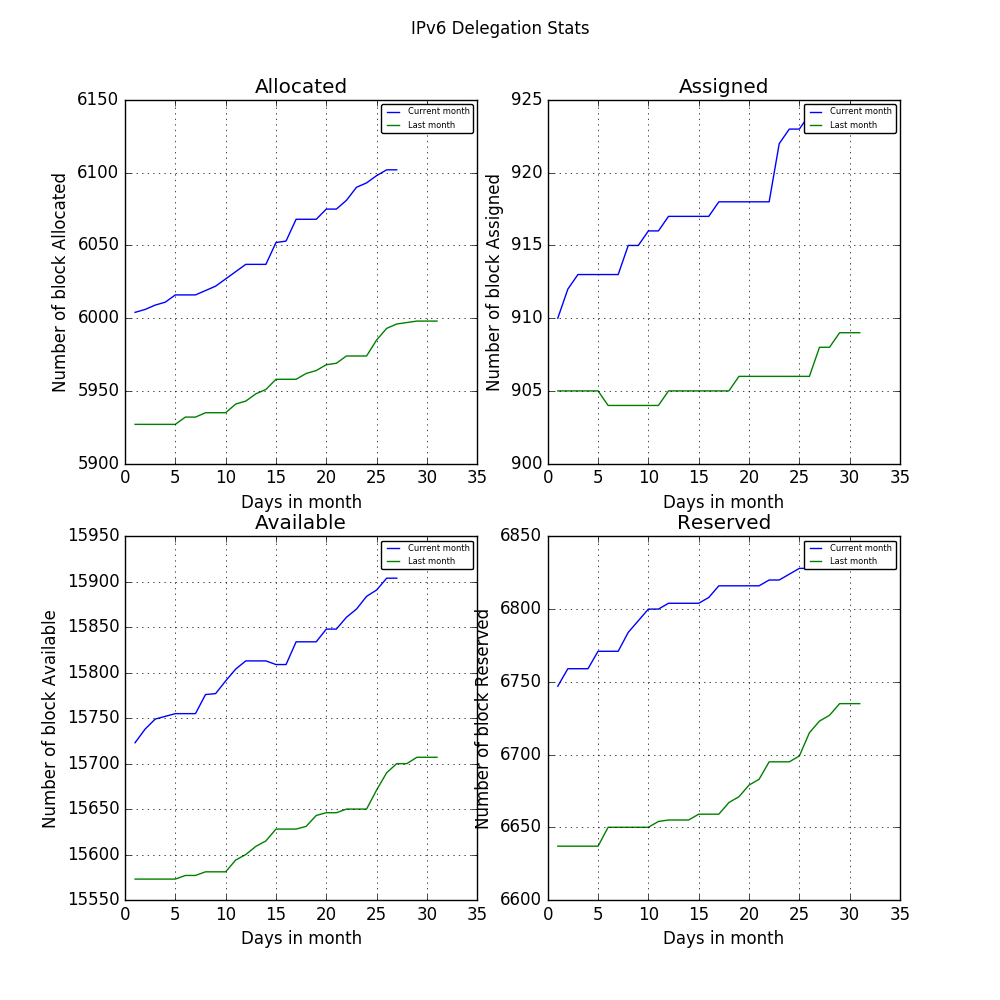 IPv6 Delegation Stats
Allocated
6150
6100
6050
6000
5950
5900
Number of block Allocated
Current month
Last month
0 5 10 15 20 25 30 35
Days in month
Assigned
925
920
915
910
905
900
Number of block Assigned
Current month
Last month
0 5 10 15 20 25 30 35
Days in month
Available
15950
15900
15850
15800
15750
15700
15650
15600
15550
Number of block Available
Current month
Last month
0 5 10 15 20 25 30 35
Days in month
Reserved
6850
6800
6750
6700
6650
6600
Number of block Reserved
Current month
Last month
0 5 10 15 20 25 30 35
Days in month